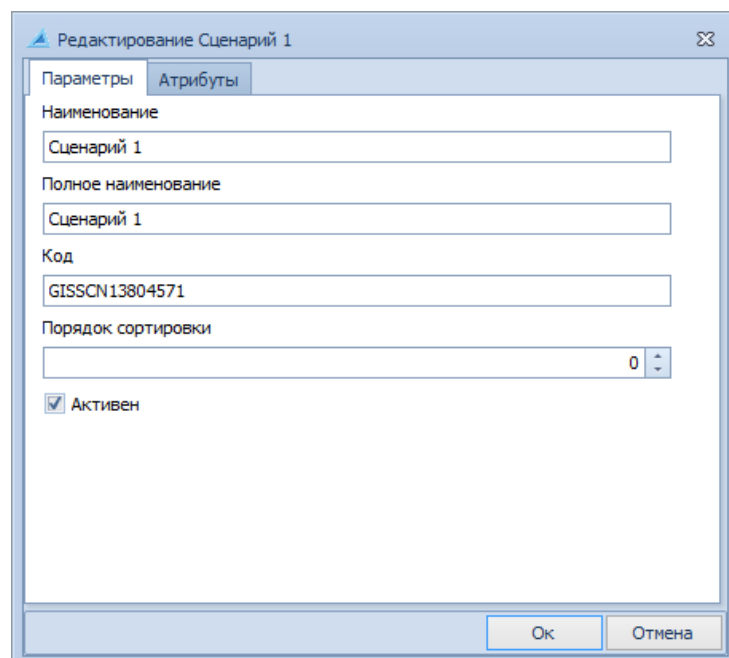 Редактирование Сценарий 1
Параметры Атрибуты
Наименование
Сценарий 1
Полное наименование
Сценарий 1
Код
GISSCN13804571
Порядок сортировки
0
Активен
Ок Отмена